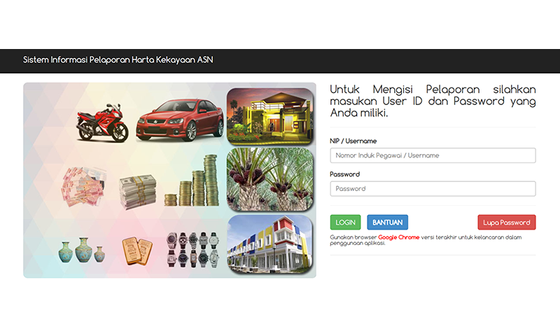 Sistem Informasi Pelaporan Harta Kekayaan ASN
Untuk Mengisi Pelaporan silahkan
masukan User ID dan Password yang
Anda miliki.
NIP / Username
Nomor Induk Pegawai / Username
Password
Password
LOGIN BANTUAN Lupa Password
Gunakan browser Google Chrome versi terakhir untuk kelancaran dalam
penggunaan aplikasi.